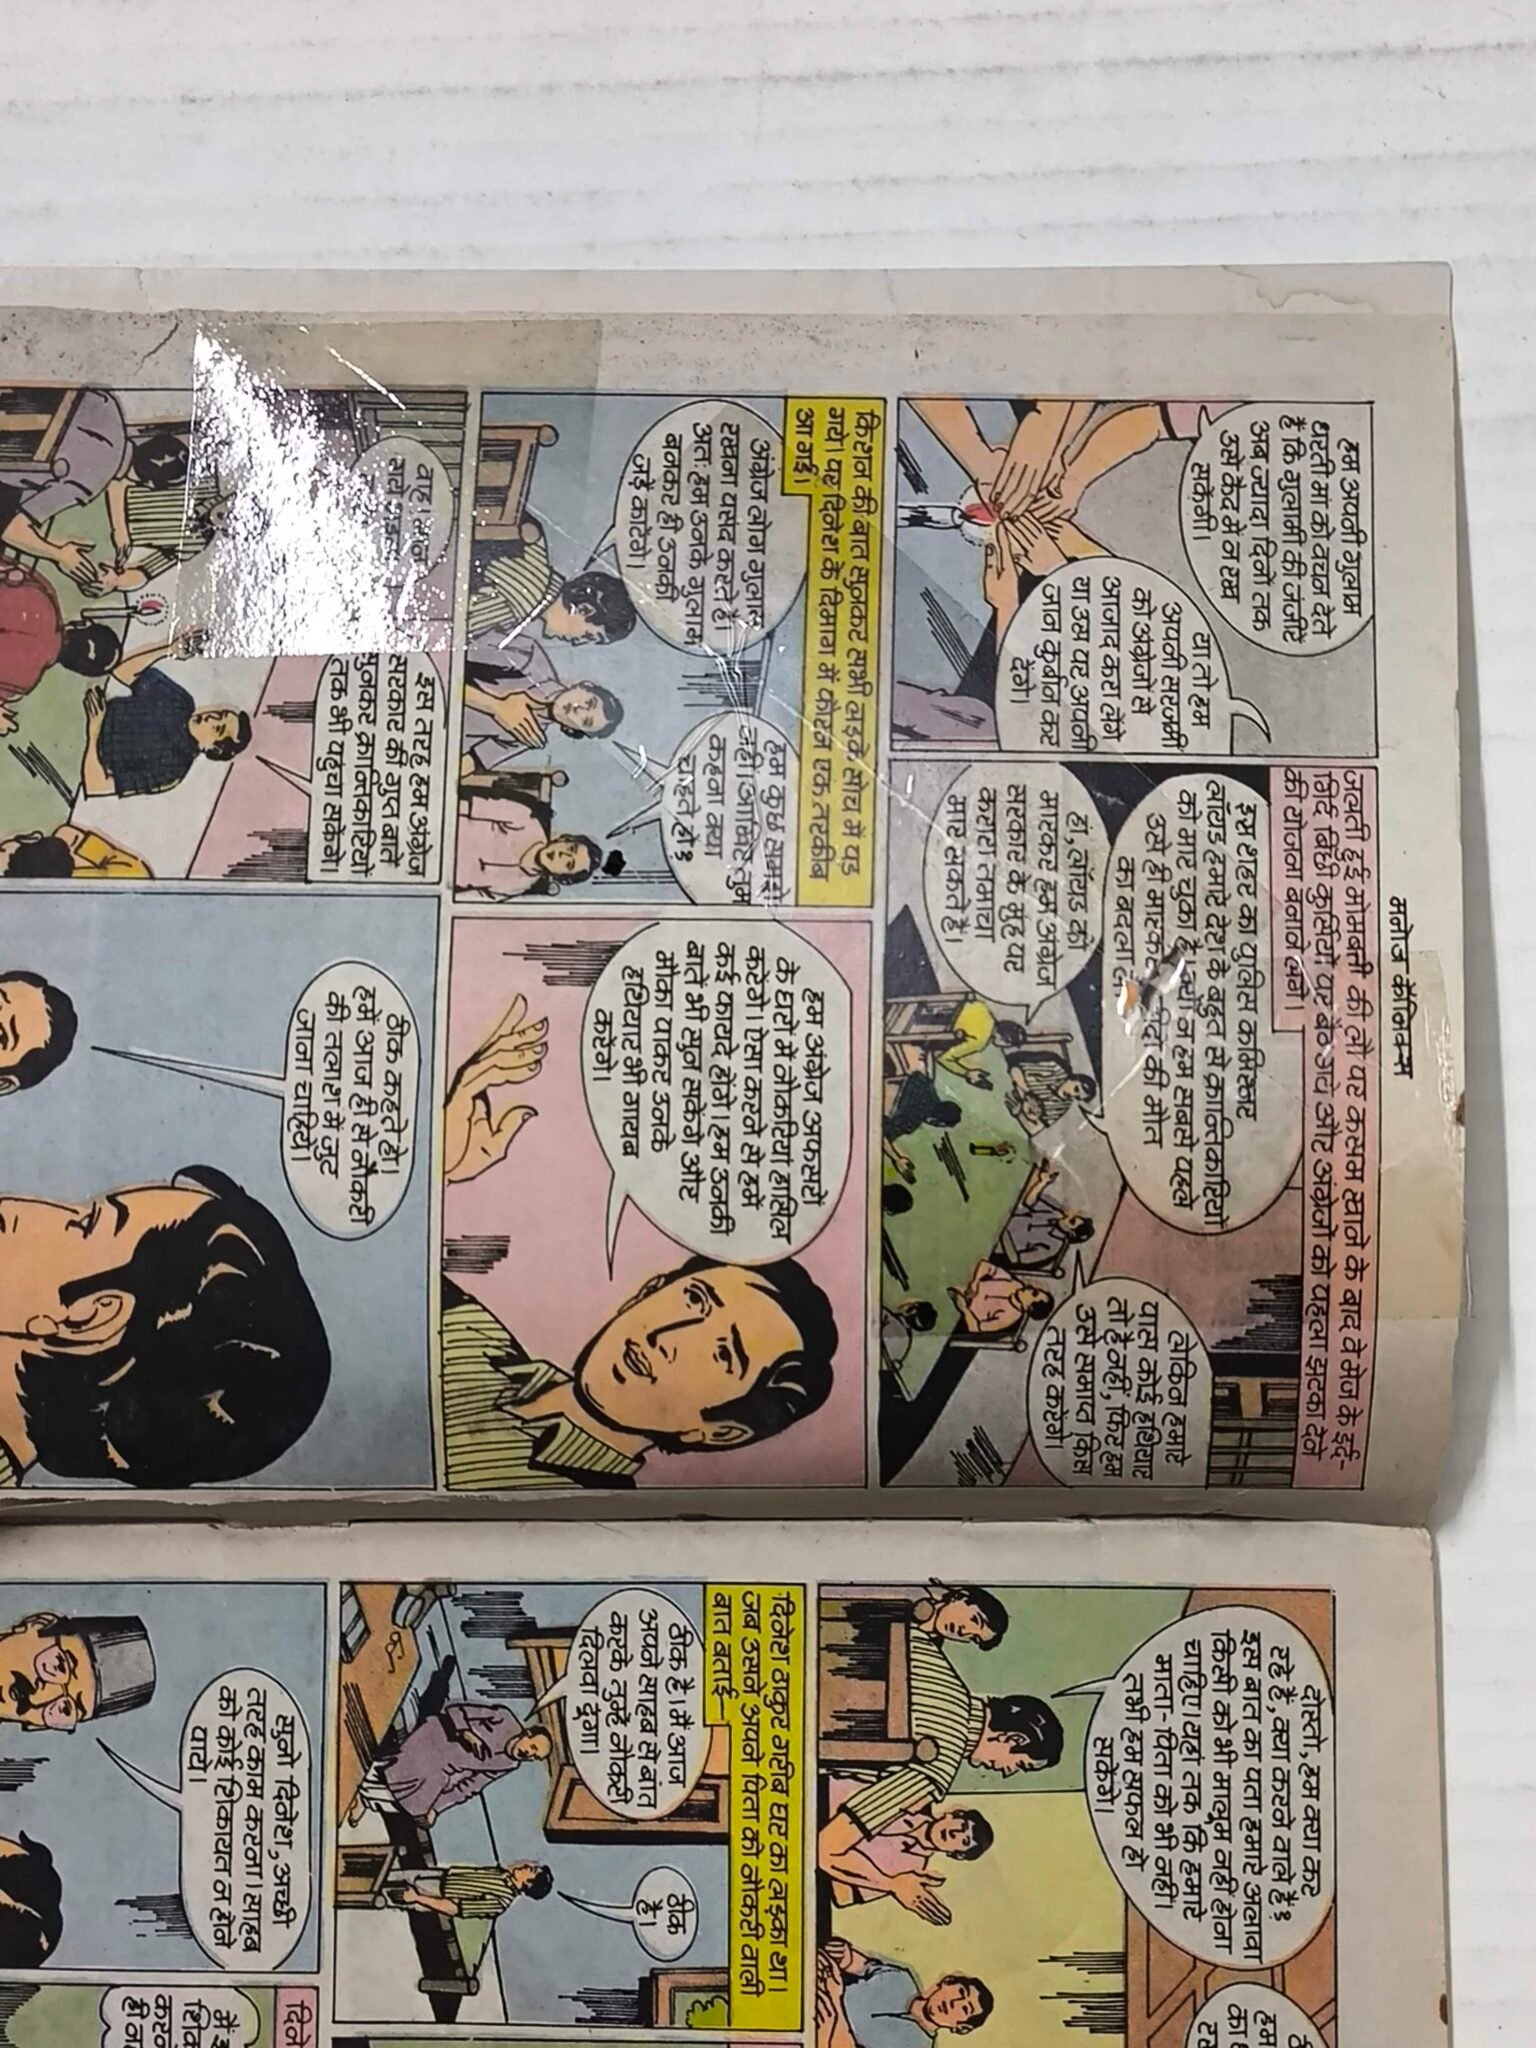 मनोज कॉमिक्स
हम अपनी गुलाम
धरती मां को वचन देते
हैं कि गुलामी की जंजीरें
अब ज्यादा दिनों तक
उसे कैद में न रख
सकेंगी।
या तो हम
अपनी सरजमीं
को अंग्रेजों से
आजाद करा लेंगे
या उस पर अपनी
जान कुर्बान कर
देंगे।
जलती हुई मोमबत्ती की लौ पर कसम खाने के बाद वे मेज के इर्द-
गिर्द बिछी कुर्सियों पर बैठ गये और अंग्रेजों को पहला झटका देने
की योजना बनाने लगे।
इस शहर का पुलिस कमिश्नर
लॉयड हमारे देश के बहुत से क्रान्तिकारियों
को मार चुका है। क्यों न हम सबसे पहले
उसे ही मारकर दीदी की मौत
का बदला
हां, लॉयड को
मारकर हम अंग्रेज
सरकार के मुंह पर
करारा तमाचा
मार सकते हैं।
लेकिन हमारे
पास कोई हथियार
तो है नहीं, फिर हम
उसे समाप्त किस
तरह करेंगे।
किशन की बात सुनकर सभी लड़के सोच में पड़
गये। पर दिनेश के दिमाग में फौरन एक तरकीब
आ गई।
अंग्रेज लोग गुलाम
रखना पसंद करते हैं।
अतः हम उनके गुलाम
बनकर ही उनकी
जड़ें काटेंगे।
हम कुछ समझे
नहीं। आखिर तुम
कहना क्या
चाहते हो?
हम अंग्रेज अफसरों
के घरों में नौकरियां हासिल
करेंगे। ऐसा करने से हमें
कई फायदे होंगे। हम उनकी
बातें भी सुन सकेंगे और
मौका पाकर उनके
हथियार भी गायब
करेंगे।
वाह!
इस तरह हम अंग्रेज
सरकार की गुप्त बातें
सुनकर क्रान्तिकारियों
तक भी पहुंचा सकेंगे।
ठीक कहते हो।
हमें आज ही से नौकरी
की तलाश में जुट
जाना चाहिये।
दोस्तो, हम क्या कर
रहे हैं, क्या करने वाले हैं?
इस बात का पता हमारे अलावा
किसी को भी मालूम नहीं होना
चाहिए। यहां तक कि हमारे
माता-पिता को भी नहीं।
तभी हम सफल हो
सकेंगे।
हम
दिनेश ठाकुर गरीब घर का लड़का था।
जब उसने अपने पिता को नौकरी वाली
बात बताई—
ठीक है। मैं आज
अपने साहब से बात
करके तुम्हें नौकरी
दिलवा दूंगा।
ठीक
है।
सुनो दिनेश, अच्छी
तरह काम करना। साहब
को कोई शिकायत न होने
पाये।